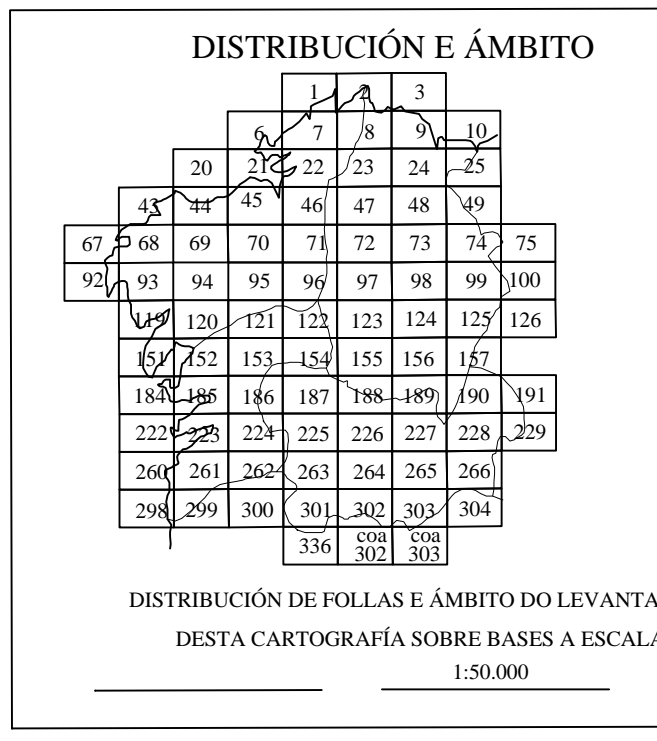 DISTRIBUCIÓN E ÁMBITO
1 2 3
6 7 8 9 10
20 21 22 23 24 25
43 44 45 46 47 48 49
67 68 69 70 71 72 73 74 75
92 93 94 95 96 97 98 99 100
119 120 121 122 123 124 125 126
151 152 153 154 155 156 157
184 185 186 187 188 189 190 191
222 223 224 225 226 227 228 229
260 261 262 263 264 265 266
298 299 300 301 302 303 304
336 coa 302 coa 303
DISTRIBUCIÓN DE FOLLAS E ÁMBITO DO LEVANTA
DESTA CARTOGRAFÍA SOBRE BASES A ESCALA
1:50.000